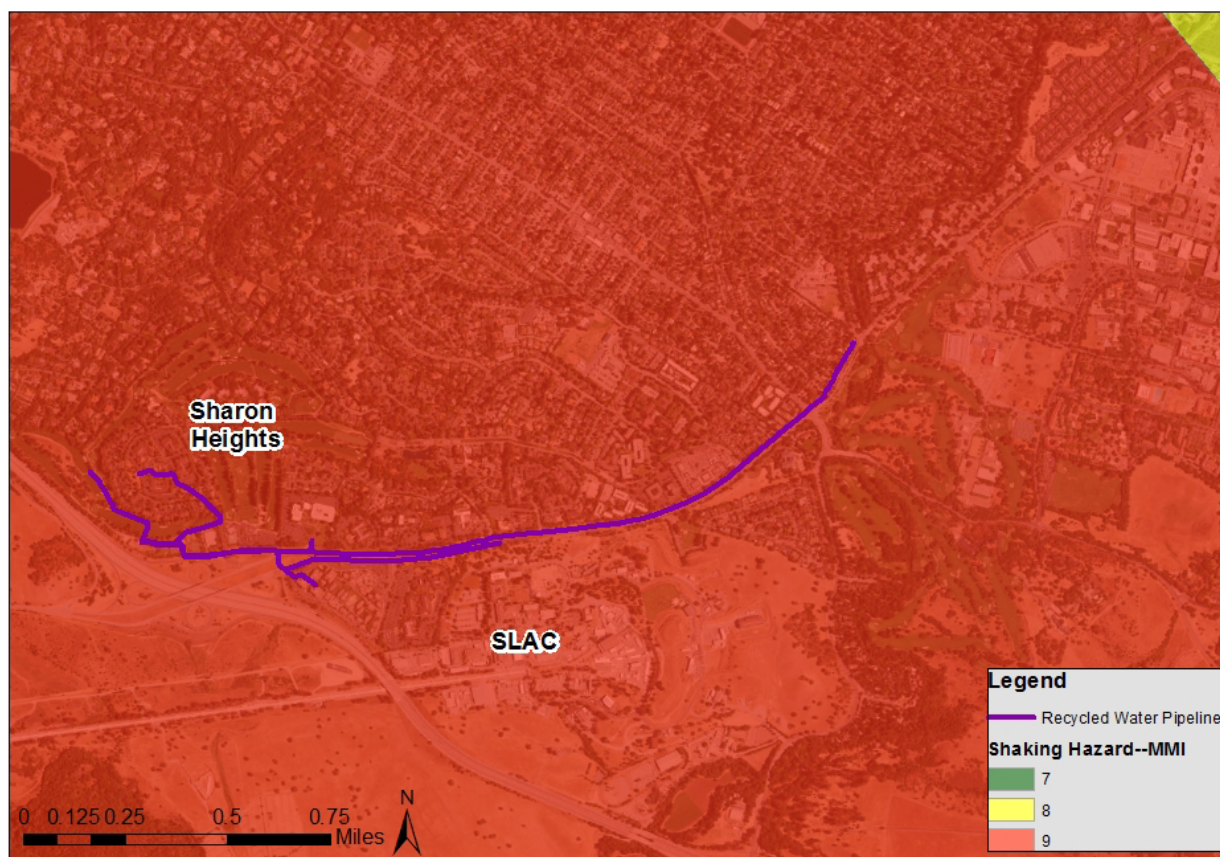 Sharon
Heights
SLAC
Legend
Recycled Water Pipeline
Shaking Hazard--MMI
7
8
9
0 0.125 0.25 0.5 0.75
Miles
N